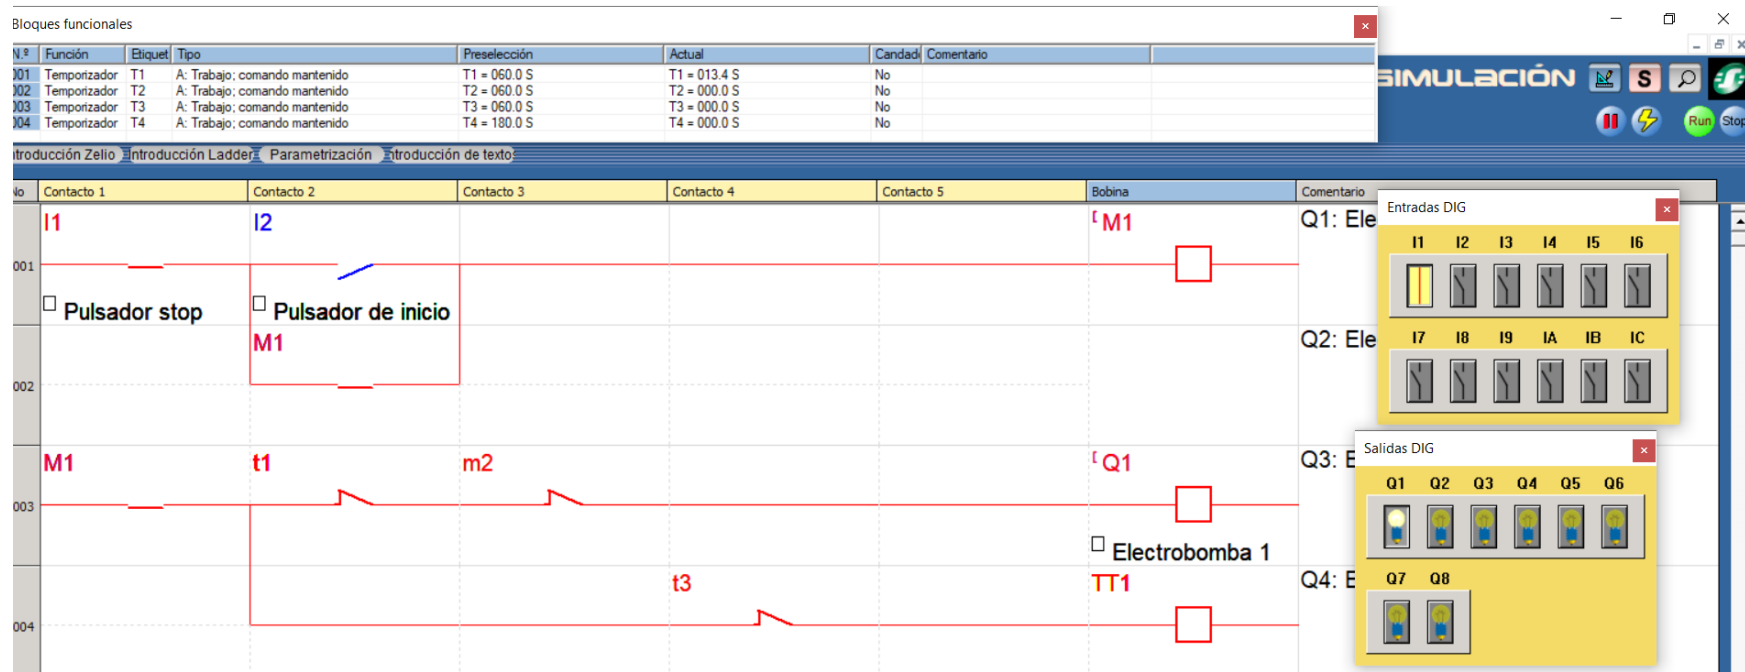 Bloques funcionales
N.º Función Etiquet Tipo Preselección Actual Candad Comentario
001 Temporizador T1 A: Trabajo; comando mantenido T1 = 060.0 S T1 = 013.4 S No
002 Temporizador T2 A: Trabajo; comando mantenido T2 = 060.0 S T2 = 000.0 S No
003 Temporizador T3 A: Trabajo; comando mantenido T3 = 060.0 S T3 = 000.0 S No
004 Temporizador T4 A: Trabajo; comando mantenido T4 = 180.0 S T4 = 000.0 S No
SIMULACIÓN S
Run Stop
ntroducción Zelio Introducción Ladder Parametrización ntroducción de textos
No Contacto 1 Contacto 2 Contacto 3 Contacto 4 Contacto 5 Bobina Comentario
I1 I2 [ M1 Q1: Ele
001
Pulsador stop Pulsador de inicio
M1 Q2: Ele
002
M1 t1 m2 [ Q1 Q3: E
003
Electrobomba 1
t3 TT1 Q4: E
004
Entradas DIG
I1 I2 I3 I4 I5 I6
I7 I8 I9 IA IB IC
Salidas DIG
Q1 Q2 Q3 Q4 Q5 Q6
Q7 Q8